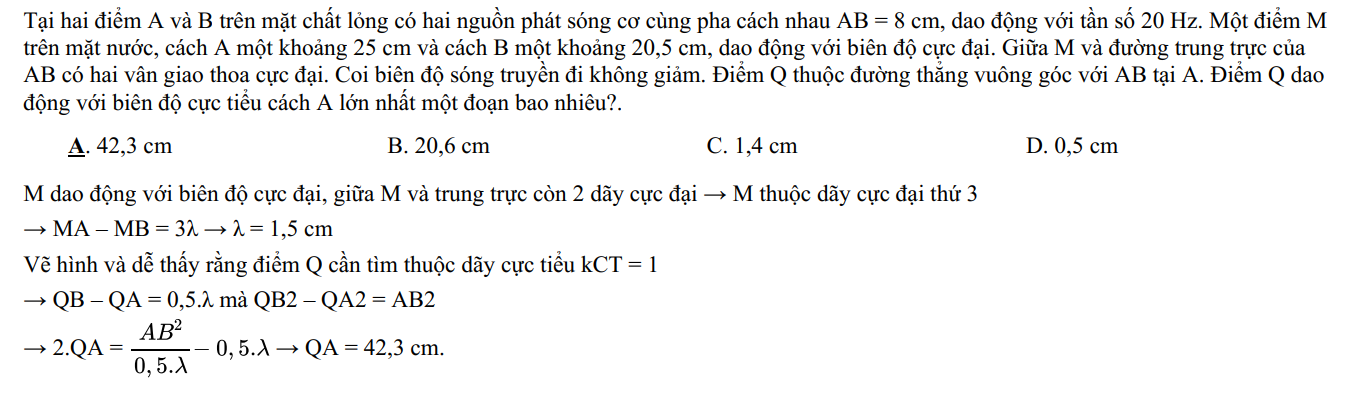 Tại hai điểm A và B trên mặt chất lỏng có hai nguồn phát sóng cơ cùng pha cách nhau AB = 8 cm, dao động với tần số 20 Hz. Một điểm M
trên mặt nước, cách A một khoảng 25 cm và cách B một khoảng 20,5 cm, dao động với biên độ cực đại. Giữa M và đường trung trực của
AB có hai vân giao thoa cực đại. Coi biên độ sóng truyền đi không giảm. Điểm Q thuộc đường thẳng vuông góc với AB tại A. Điểm Q dao
động với biên độ cực tiểu cách A lớn nhất một đoạn bao nhiêu?.
A. 42,3 cm B. 20,6 cm C. 1,4 cm D. 0,5 cm
M dao động với biên độ cực đại, giữa M và trung trực còn 2 dãy cực đại → M thuộc dãy cực đại thứ 3
→ MA – MB = 3λ → λ = 1,5 cm
Vẽ hình và dễ thấy rằng điểm Q cần tìm thuộc dãy cực tiểu kCT = 1
→ QB – QA = 0,5.λ mà QB2 – QA2 = AB2
→ 2.QA = \frac{AB^2}{0,5.λ} − 0,5.λ → QA = 42,3 cm.